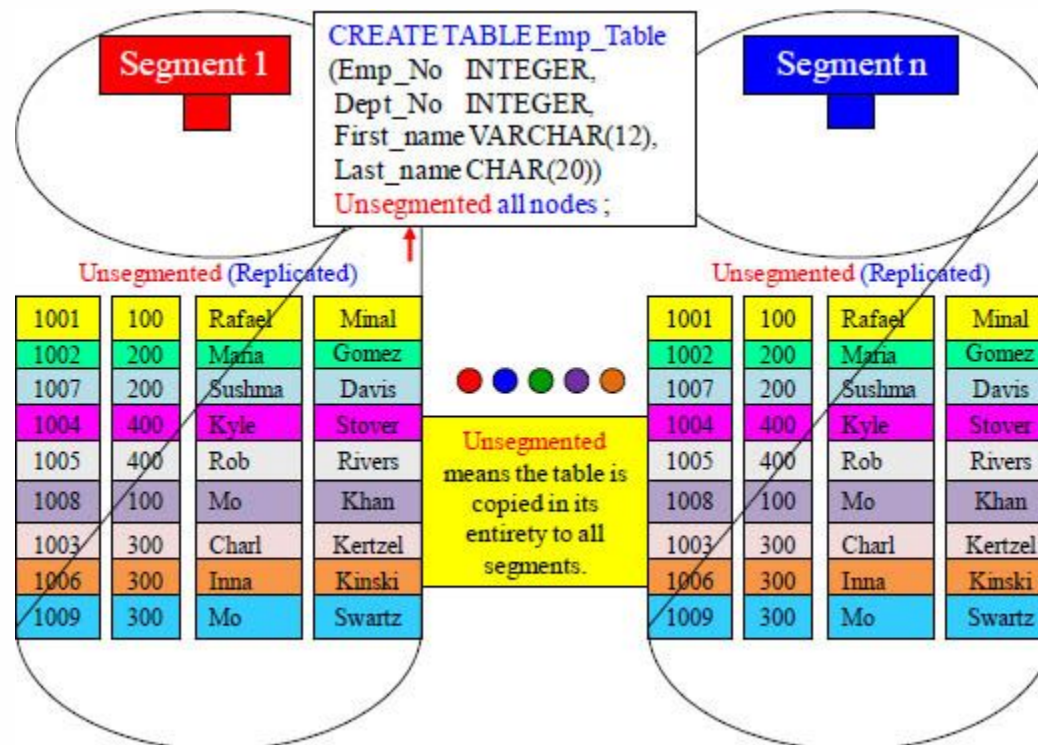 Segment 1
CREATE TABLE Emp_Table
(Emp_No INTEGER,
Dept_No INTEGER,
First_name VARCHAR(12),
Last_name CHAR(20))
Unsegmented all nodes ;
Segment n
Unsegmented (Replicated)
1001 100 Rafael Minal
1002 200 Maria Gomez
1007 200 Sushma Davis
1004 400 Kyle Stover
1005 400 Rob Rivers
1008 100 Mo Khan
1003 300 Charl Kertzel
1006 300 Inna Kinski
1009 300 Mo Swartz
Unsegmented
means the table is
copied in its
entirety to all
segments.
Unsegmented (Replicated)
1001 100 Rafael Minal
1002 200 Maria Gomez
1007 200 Sushma Davis
1004 400 Kyle Stover
1005 400 Rob Rivers
1008 100 Mo Khan
1003 300 Charl Kertzel
1006 300 Inna Kinski
1009 300 Mo Swartz